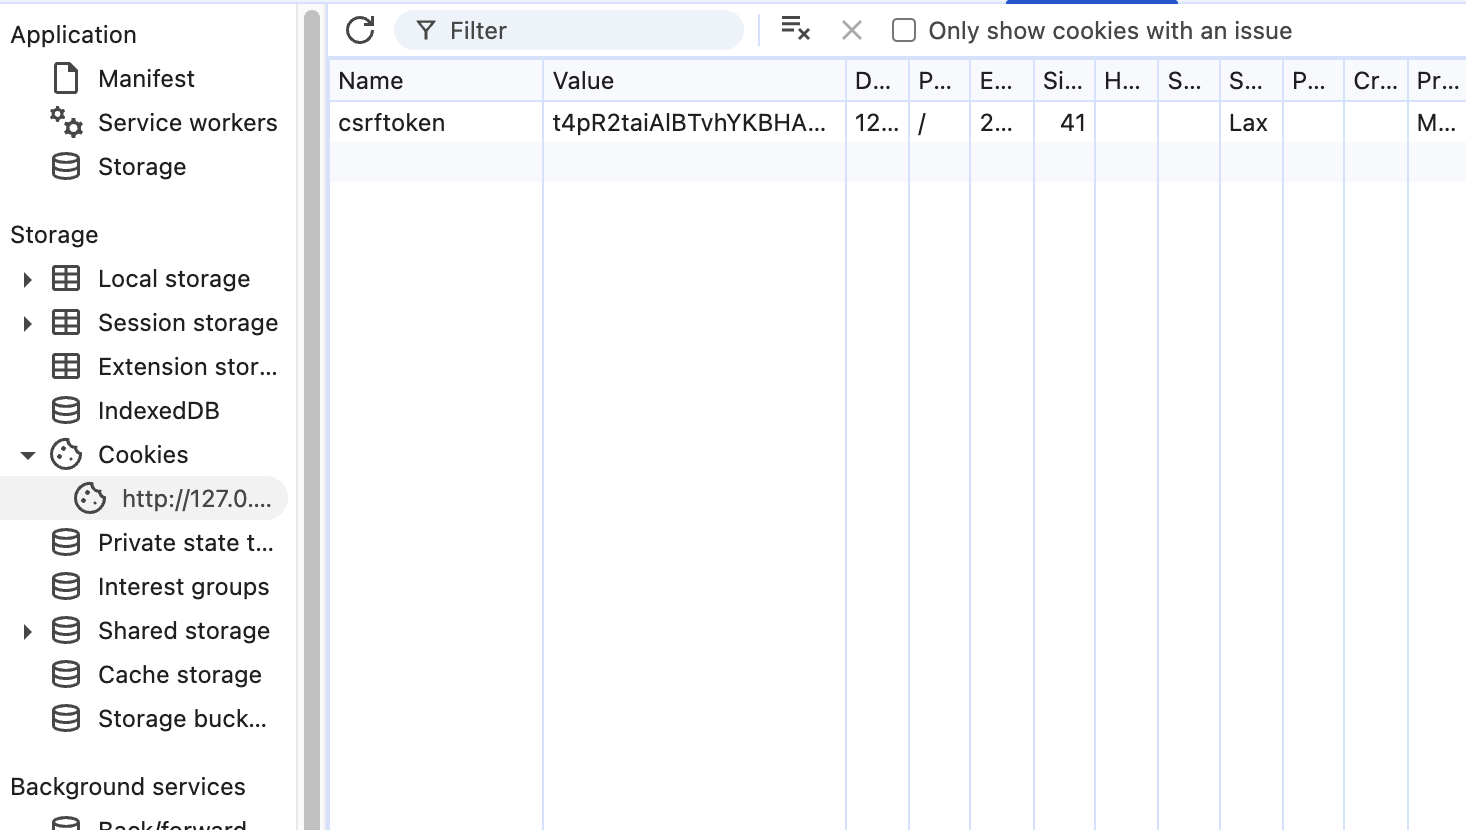 Application
Manifest
Service workers
Storage
Storage
Local storage
Session storage
Extension stor...
IndexedDB
Cookies
http://127.0....
Private state t...
Interest groups
Shared storage
Cache storage
Storage buck...
Background services
Back/forward
Filter
Only show cookies with an issue
Name Value D... P... E... Si... H... S... S... P... Cr... Pr...
csrftoken t4pR2taiAlBTvhYKBHA... 12... / 2... 41 Lax M...